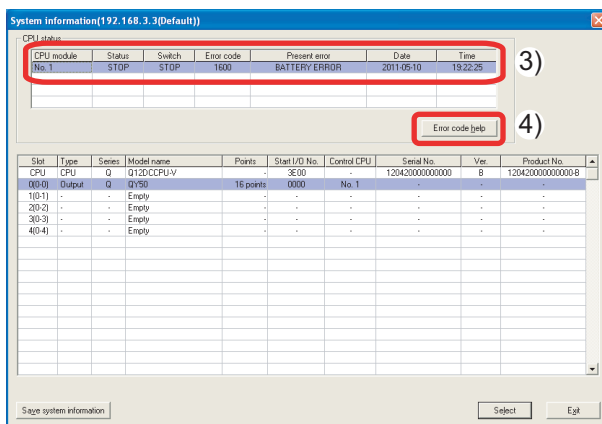 System information(192.168.3.3(Default))
CPU status
CPU module Status Switch Error code Present error Date Time
No. 1 STOP STOP 1600 BATTERY ERROR 2011-05-10 19:22:25
3)
Error code help
4)
Slot Type Series Model name Points Start I/O No. Control CPU Serial No. Ver. Product No.
CPU CPU Q Q12DCCPU-V - 3E00 - 120420000000000 B 120420000000000-B
0(0-0) Output Q QY50 16 points 0000 No. 1 - - -
1(0-1) - - Empty - - - - - -
2(0-2) - - Empty - - - - - -
3(0-3) - - Empty - - - - - -
4(0-4) - - Empty - - - - - -
Save system information
Select
Exit